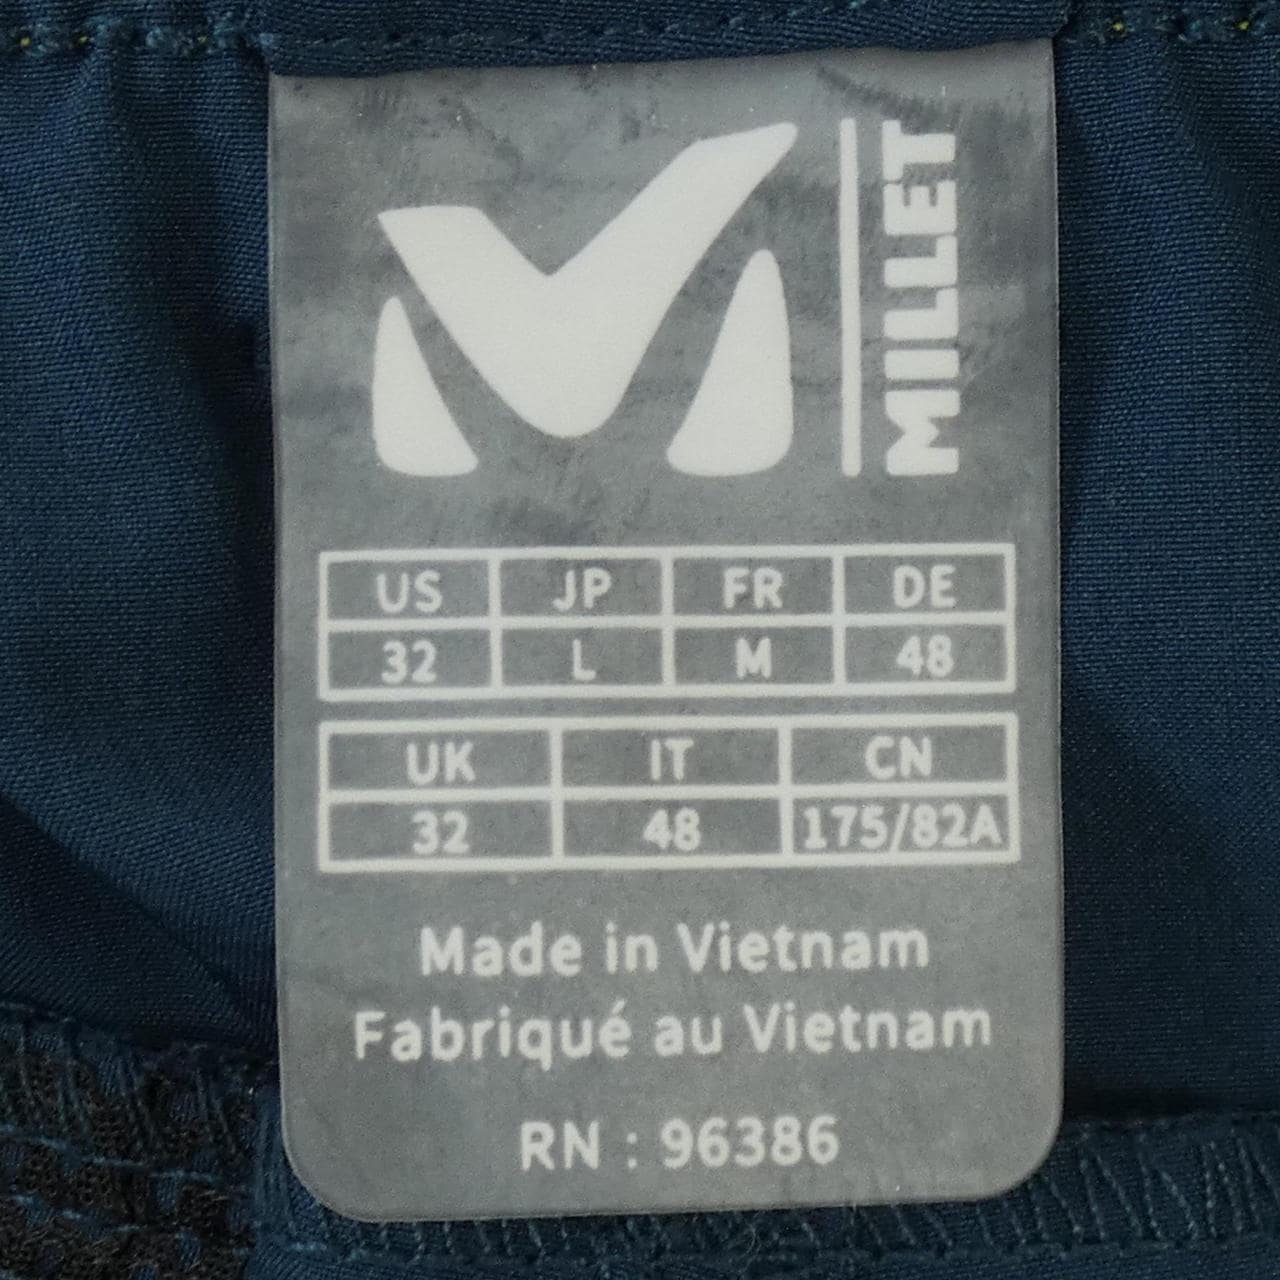 MILLET
US JP FR DE
32 L M 48
UK IT CN
32 48 175/82A
Made in Vietnam
Fabriqué au Vietnam
RN : 96386